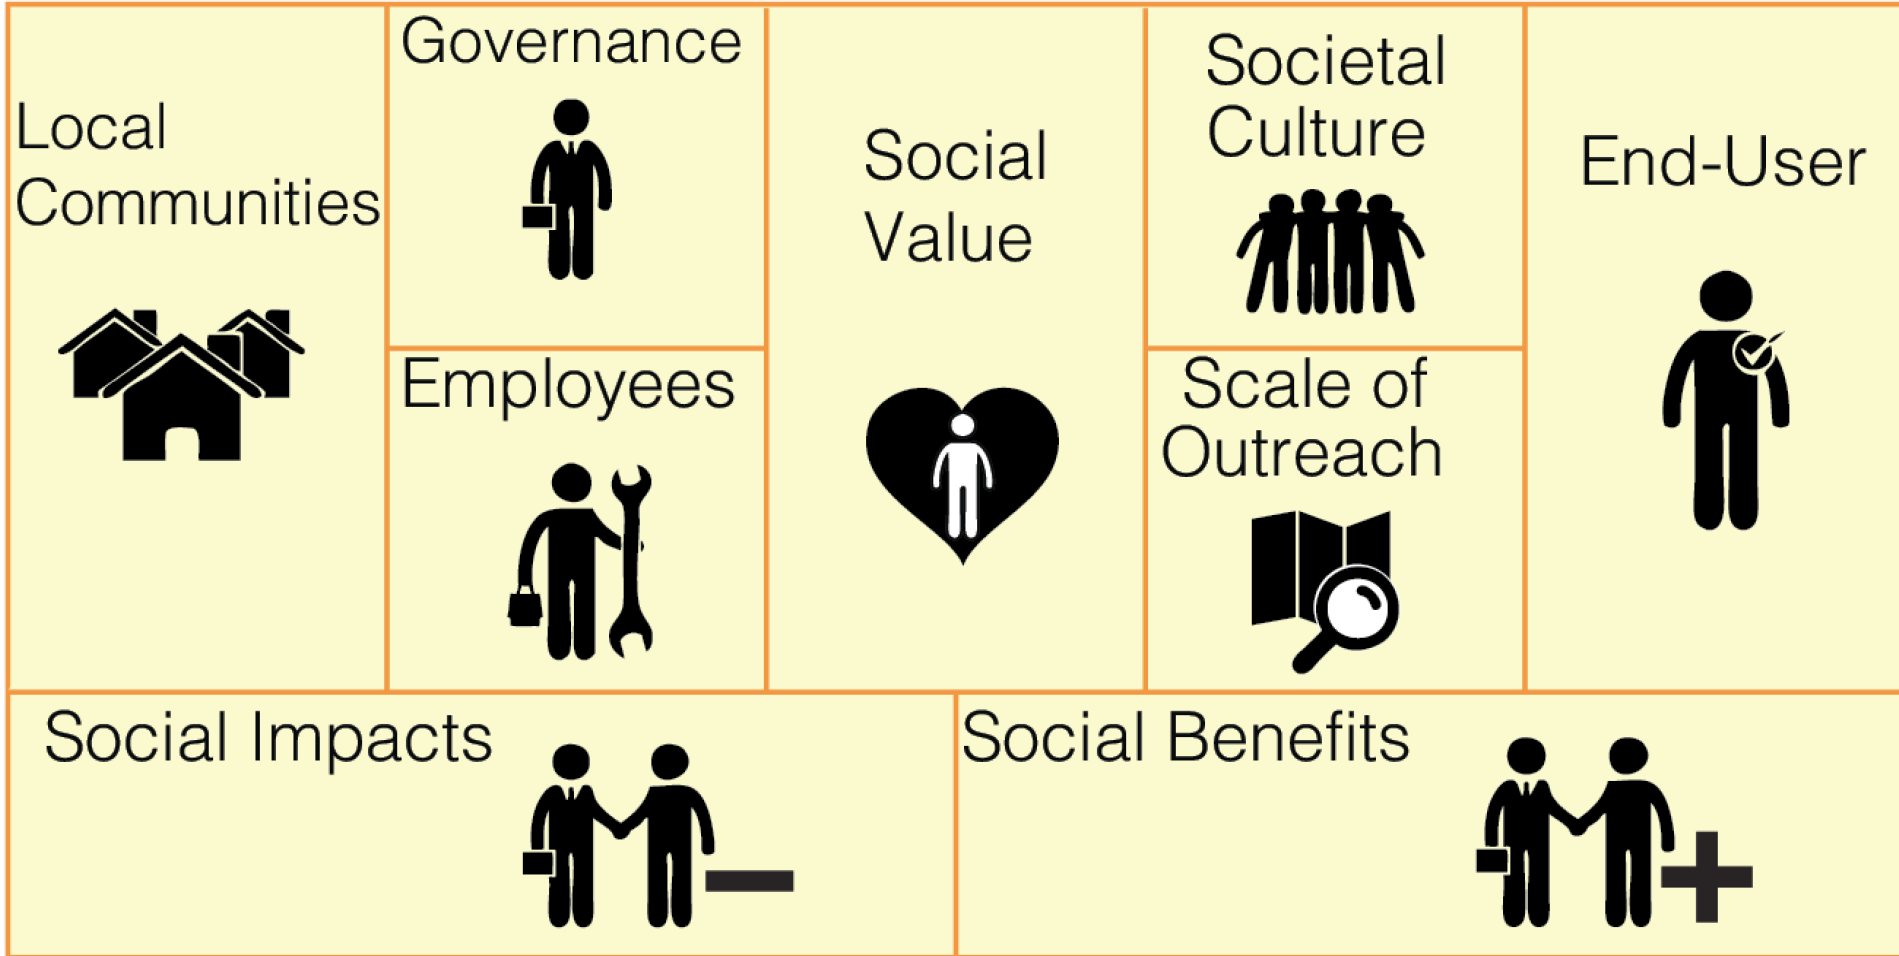 Local
Communities
Governance
Employees
Social
Value
Societal
Culture
Scale of
Outreach
End-User
Social Impacts
Social Benefits